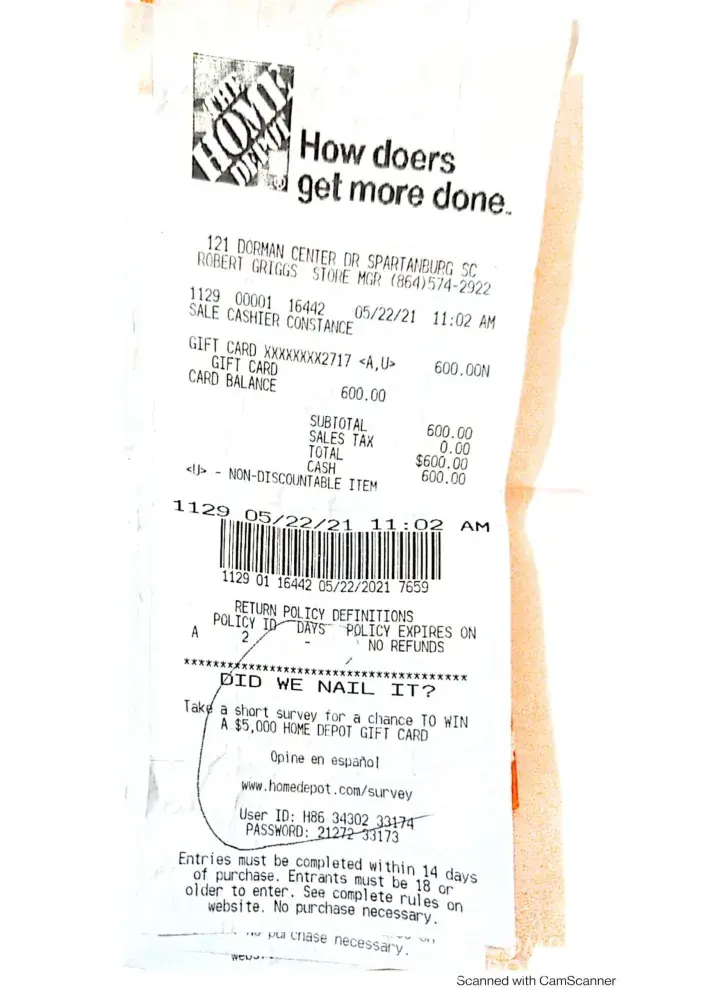 THE
HOME
DEPOT
How doers
get more done.
121 DORMAN CENTER DR SPARTANBURG SC
ROBERT GRIGGS STORE MGR (864)574-2922
1129 00001 16442 05/22/21 11:02 AM
SALE CASHIER CONSTANCE
GIFT CARD XXXXXXXX2717 <A,U> 600.00N
GIFT CARD
CARD BALANCE 600.00
SUBTOTAL 600.00
SALES TAX 0.00
TOTAL $600.00
CASH 600.00
<U> - NON-DISCOUNTABLE ITEM
1129 05/22/21 11:02 AM
1129 01 16442 05/22/2021 7659
RETURN POLICY DEFINITIONS
POLICY ID DAYS POLICY EXPIRES ON
A 2 - NO REFUNDS
****************************************
DID WE NAIL IT?
Take a short survey for a chance TO WIN
A $5,000 HOME DEPOT GIFT CARD
Opine en español
www.homedepot.com/survey
User ID: H86 34302 33174
PASSWORD: 21272 33173
Entries must be completed within 14 days
of purchase. Entrants must be 18 or
older to enter. See complete rules on
website. No purchase necessary.
purchase necessary.
Scanned with CamScanner